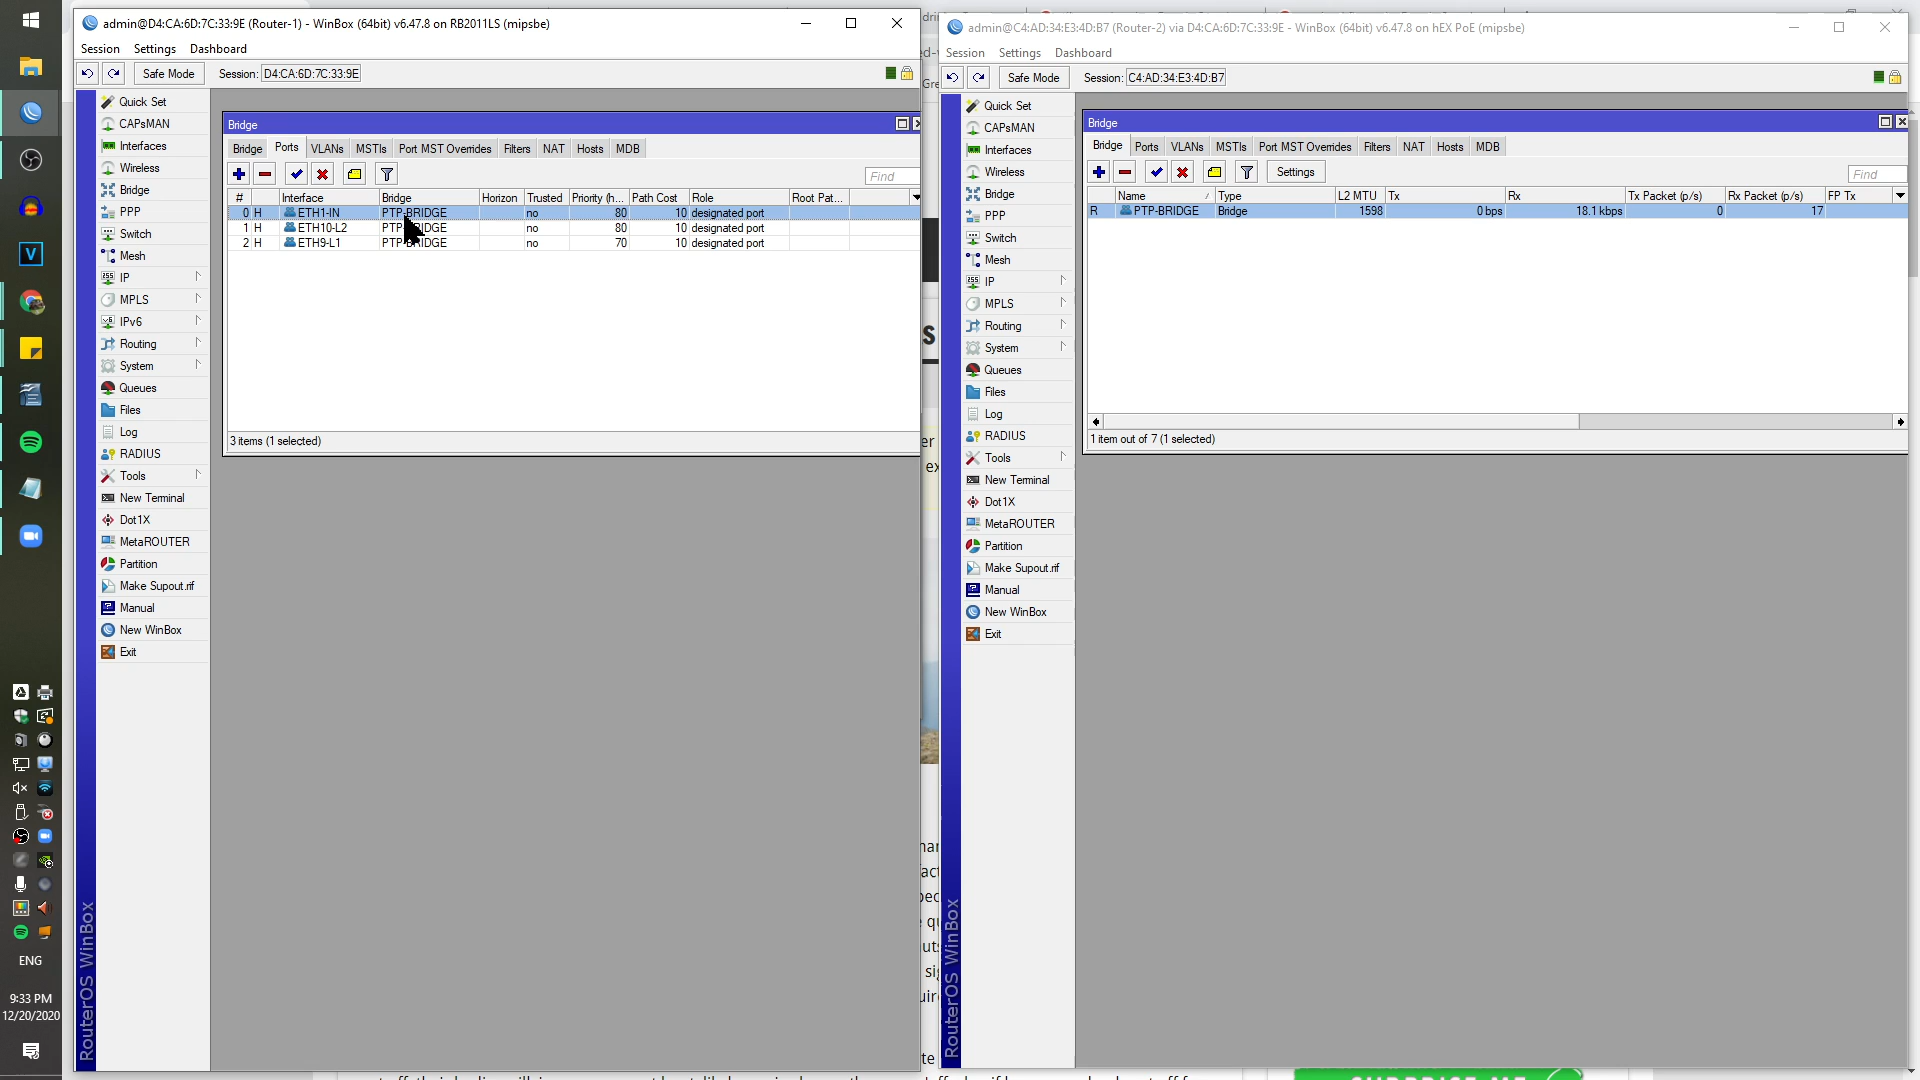 admin@D4:CA:6D:7C:33:9E (Router-1) - WinBox (64bit) v6.47.8 on RB2011LS (mipsbe)
Session Settings Dashboard
Safe Mode Session: D4:CA:6D:7C:33:9E
Quick Set
CAPsMAN
Interfaces
Wireless
Bridge
PPP
Switch
Mesh
IP
MPLS
IPv6
Routing
System
Queues
Files
Log
RADIUS
Tools
New Terminal
Dot1X
MetaROUTER
Partition
Make Supout.rif
Manual
New WinBox
Exit
RouterOS WinBox
Bridge
Bridge Ports VLANs MSTIs Port MST Overrides Filters NAT Hosts MDB
Find
# Interface Bridge Horizon Trusted Priority (h... Path Cost Role Root Pat...
0 H ETH1-IN PTP-BRIDGE no 80 10 designated port
1 H ETH10-L2 PTP-BRIDGE no 80 10 designated port
2 H ETH9-L1 PTP-BRIDGE no 70 10 designated port
3 items (1 selected)
admin@C4:AD:34:E3:4D:B7 (Router-2) via D4:CA:6D:7C:33:9E - WinBox (64bit) v6.47.8 on hEX PoE (mipsbe)
Session Settings Dashboard
Safe Mode Session: C4:AD:34:E3:4D:B7
Quick Set
CAPsMAN
Interfaces
Wireless
Bridge
PPP
Switch
Mesh
IP
MPLS
Routing
System
Queues
Files
Log
RADIUS
Tools
New Terminal
Dot1X
MetaROUTER
Partition
Make Supout.rif
Manual
New WinBox
Exit
RouterOS WinBox
Bridge
Bridge Ports VLANs MSTIs Port MST Overrides Filters NAT Hosts MDB
Settings
Find
Name Type L2 MTU Tx Rx Tx Packet (p/s) Rx Packet (p/s) FP Tx
R PTP-BRIDGE Bridge 1598 0 bps 18.1 kbps 0 17
1 item out of 7 (1 selected)
ENG
9:33 PM
12/20/2020